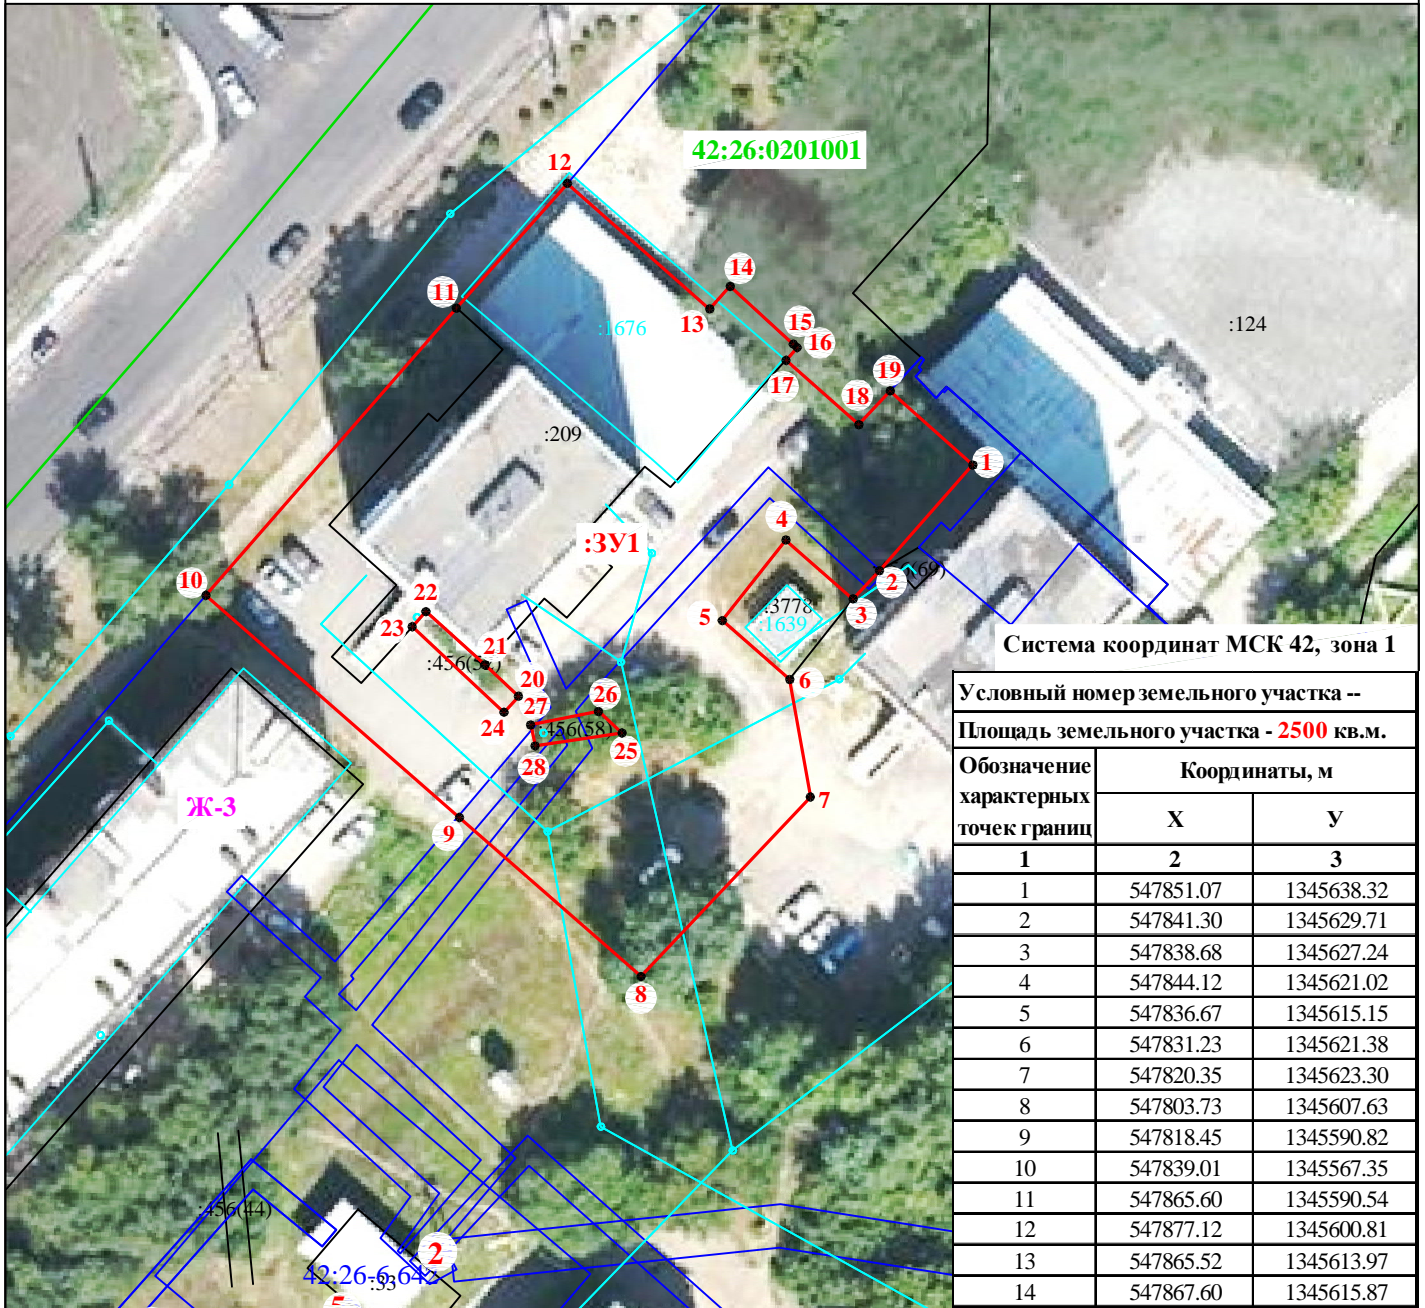 12
42:26:0201001
14
11
13
:1676
15
16
:124
17
19
18
:209
1
4
:ЗУ1
10
22
2
(69)
5
:3778
3
:1639
23
21
Система координат МСК 42, зона 1
6
20
26
24
27
:456(58)
25
28
7
Ж-3
9
8
Условный номер земельного участка --
Площадь земельного участка - 2500 кв.м.
Обозначение характерных точек границ
Координаты, м
Х
У
1 2 3
1 547851.07 1345638.32
2 547841.30 1345629.71
3 547838.68 1345627.24
4 547844.12 1345621.02
5 547836.67 1345615.15
6 547831.23 1345621.38
7 547820.35 1345623.30
8 547803.73 1345607.63
9 547818.45 1345590.82
10 547839.01 1345567.35
11 547865.60 1345590.54
12 547877.12 1345600.81
13 547865.52 1345613.97
14 547867.60 1345615.87
:456(44)
2
:33